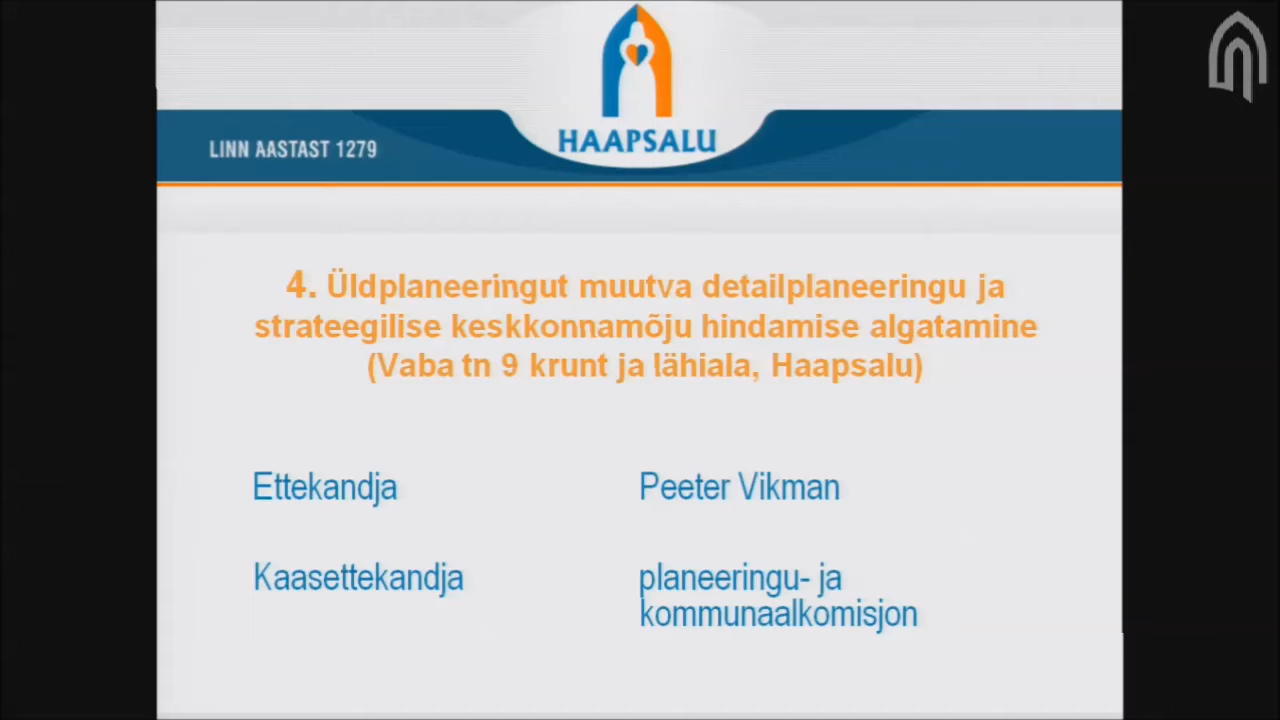 HAAPSALU
LINN AASTAST 1279
4. Üldplaneeringut muutva detailplaneeringu ja
strateegilise keskkonnamõju hindamise algatamine
(Vaba tn 9 krunt ja lähiala, Haapsalu)
Ettekandja Peeter Vikman
Kaasettekandja planeeringu- ja
kommunaalkomisjon